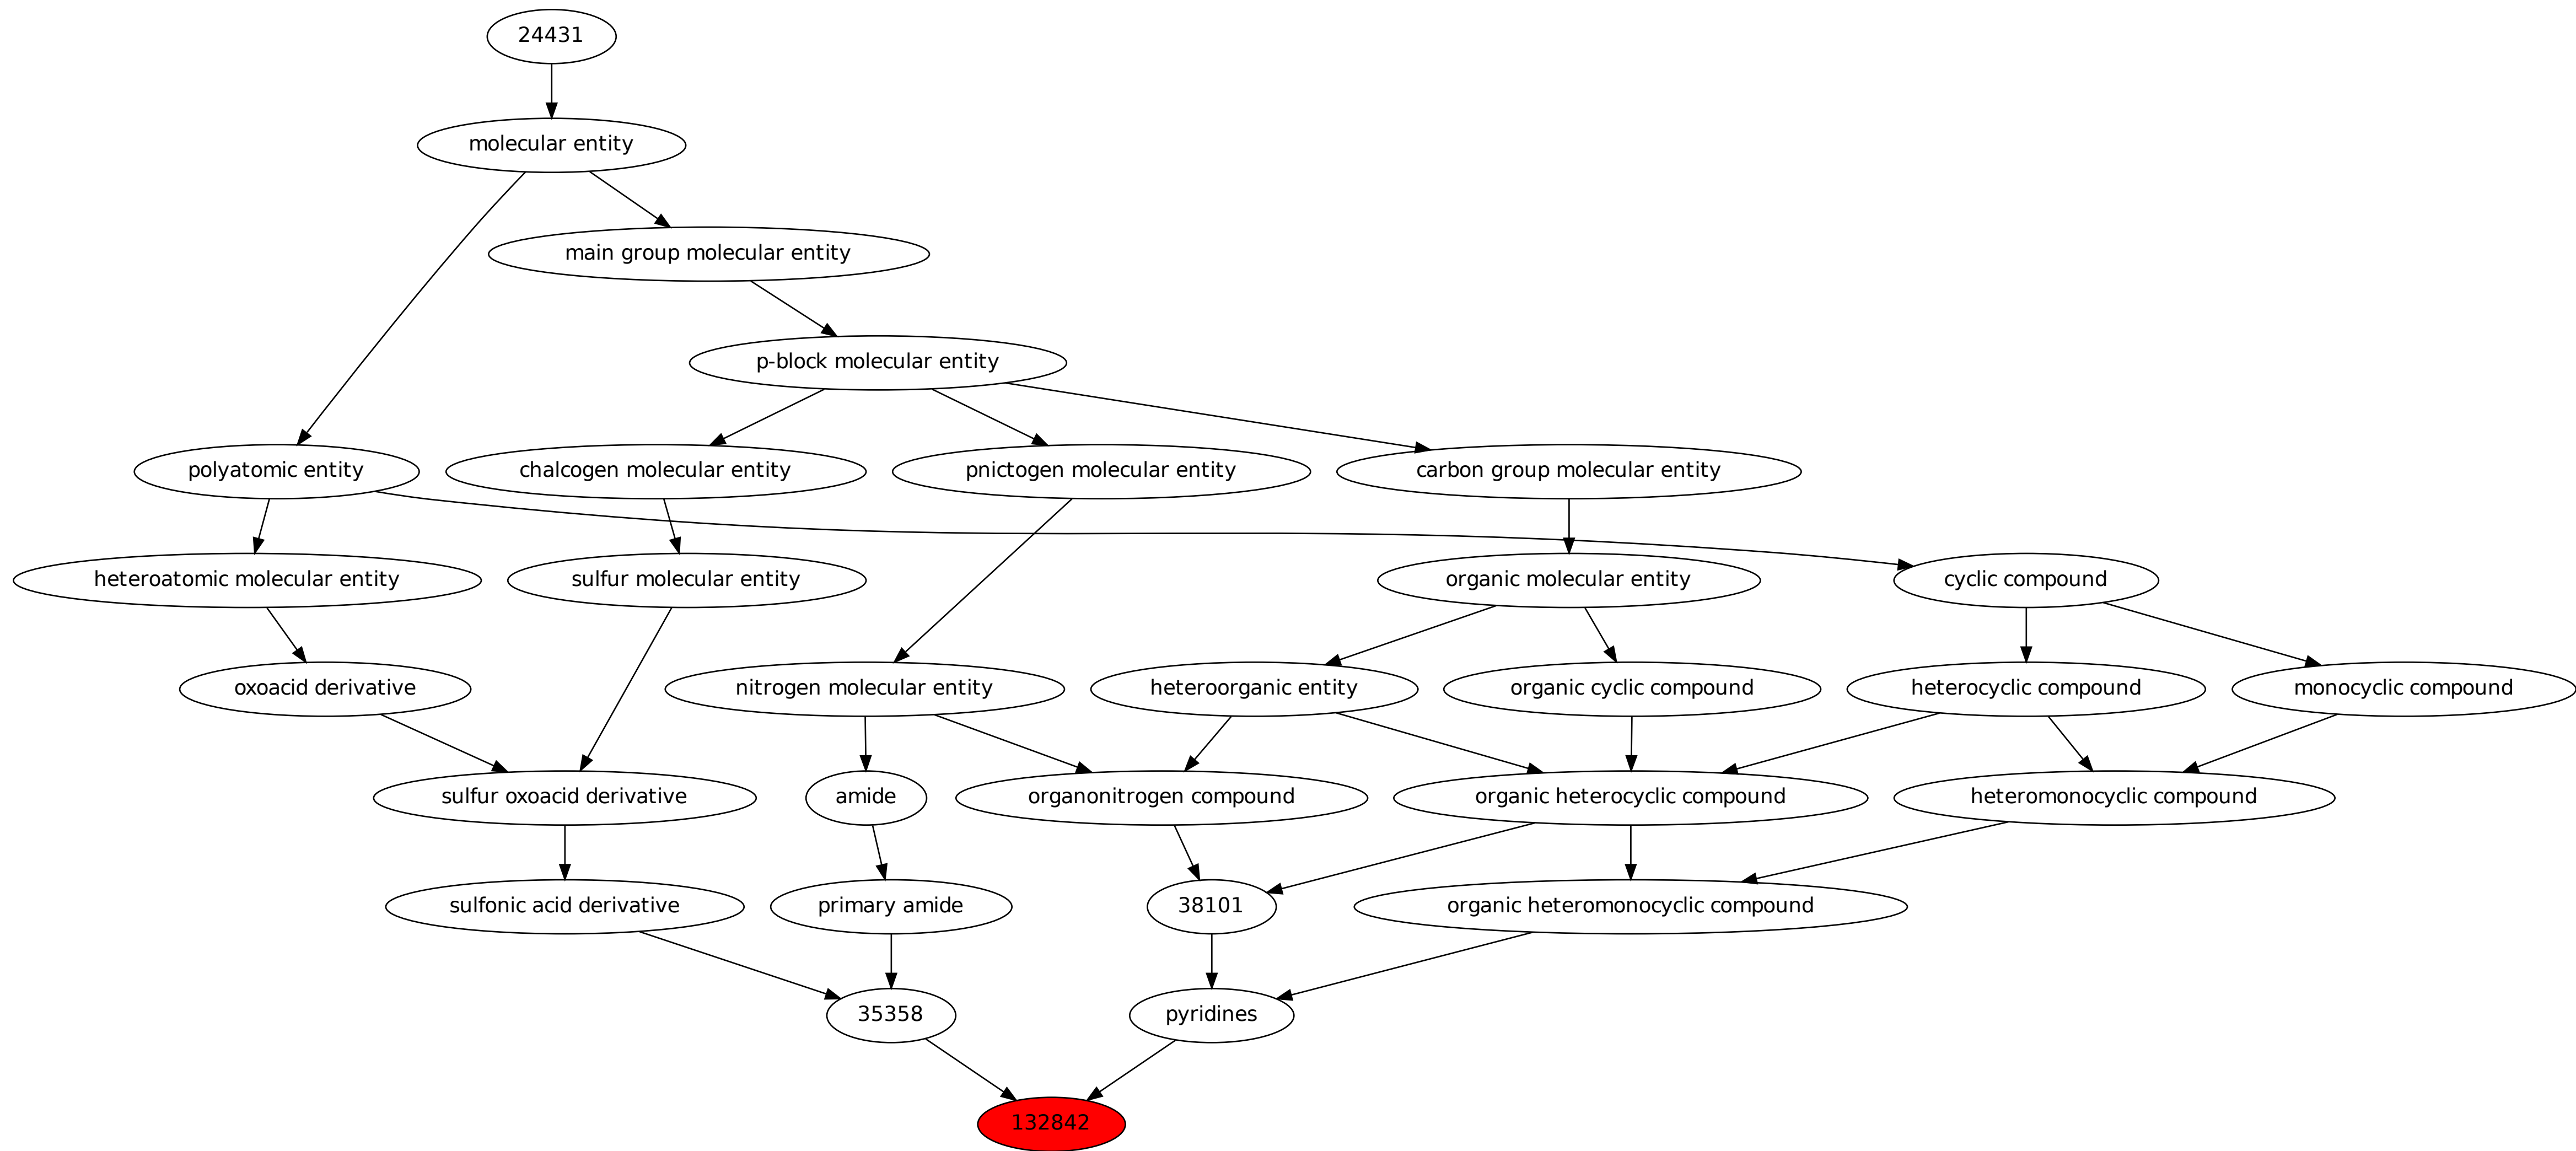 24431
molecular entity
main group molecular entity
p-block molecular entity
polyatomic entity
chalcogen molecular entity
pnictogen molecular entity
carbon group molecular entity
heteroatomic molecular entity
sulfur molecular entity
organic molecular entity
cyclic compound
oxoacid derivative
nitrogen molecular entity
heteroorganic entity
organic cyclic compound
heterocyclic compound
monocyclic compound
sulfur oxoacid derivative
amide
organonitrogen compound
organic heterocyclic compound
heteromonocyclic compound
sulfonic acid derivative
primary amide
38101
organic heteromonocyclic compound
35358
pyridines
132842